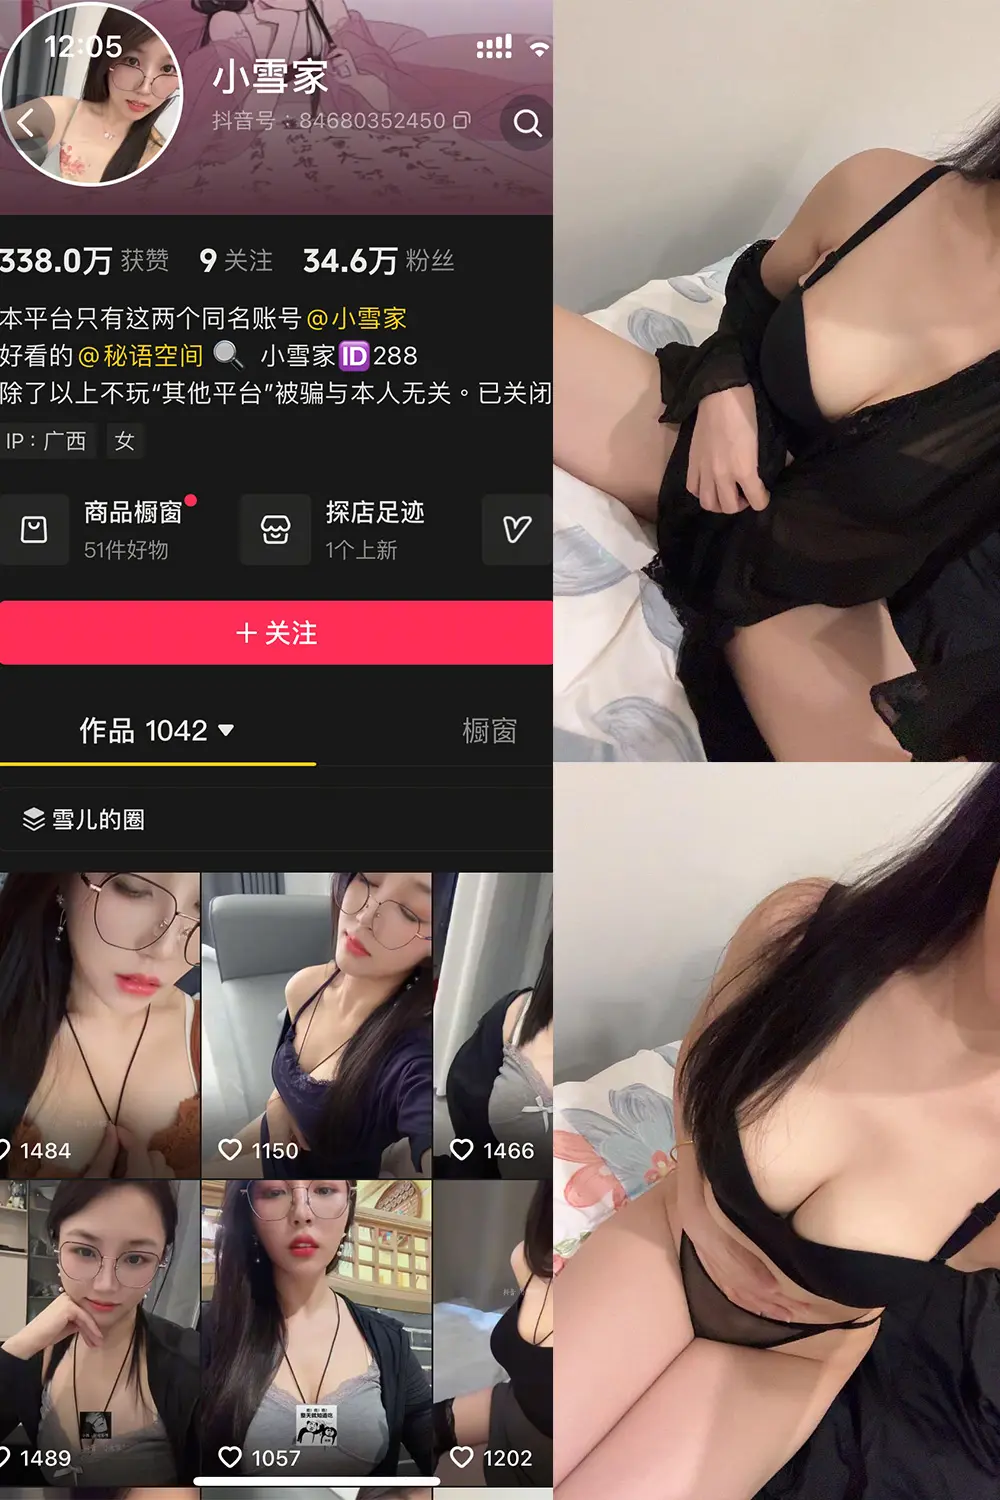 12:05
小雪家
抖音号：84680352450
338.0万 获赞 9 关注 34.6万 粉丝
本平台只有这两个同名账号@小雪家
好看的@秘语空间 小雪家ID288
除了以上不玩“其他平台”被骗与本人无关。已关闭
IP：广西 女
商品橱窗
51件好物
探店足迹
1个上新
+ 关注
作品 1042
橱窗
雪儿的圈
1484
1150
1466
1489
1057
1202